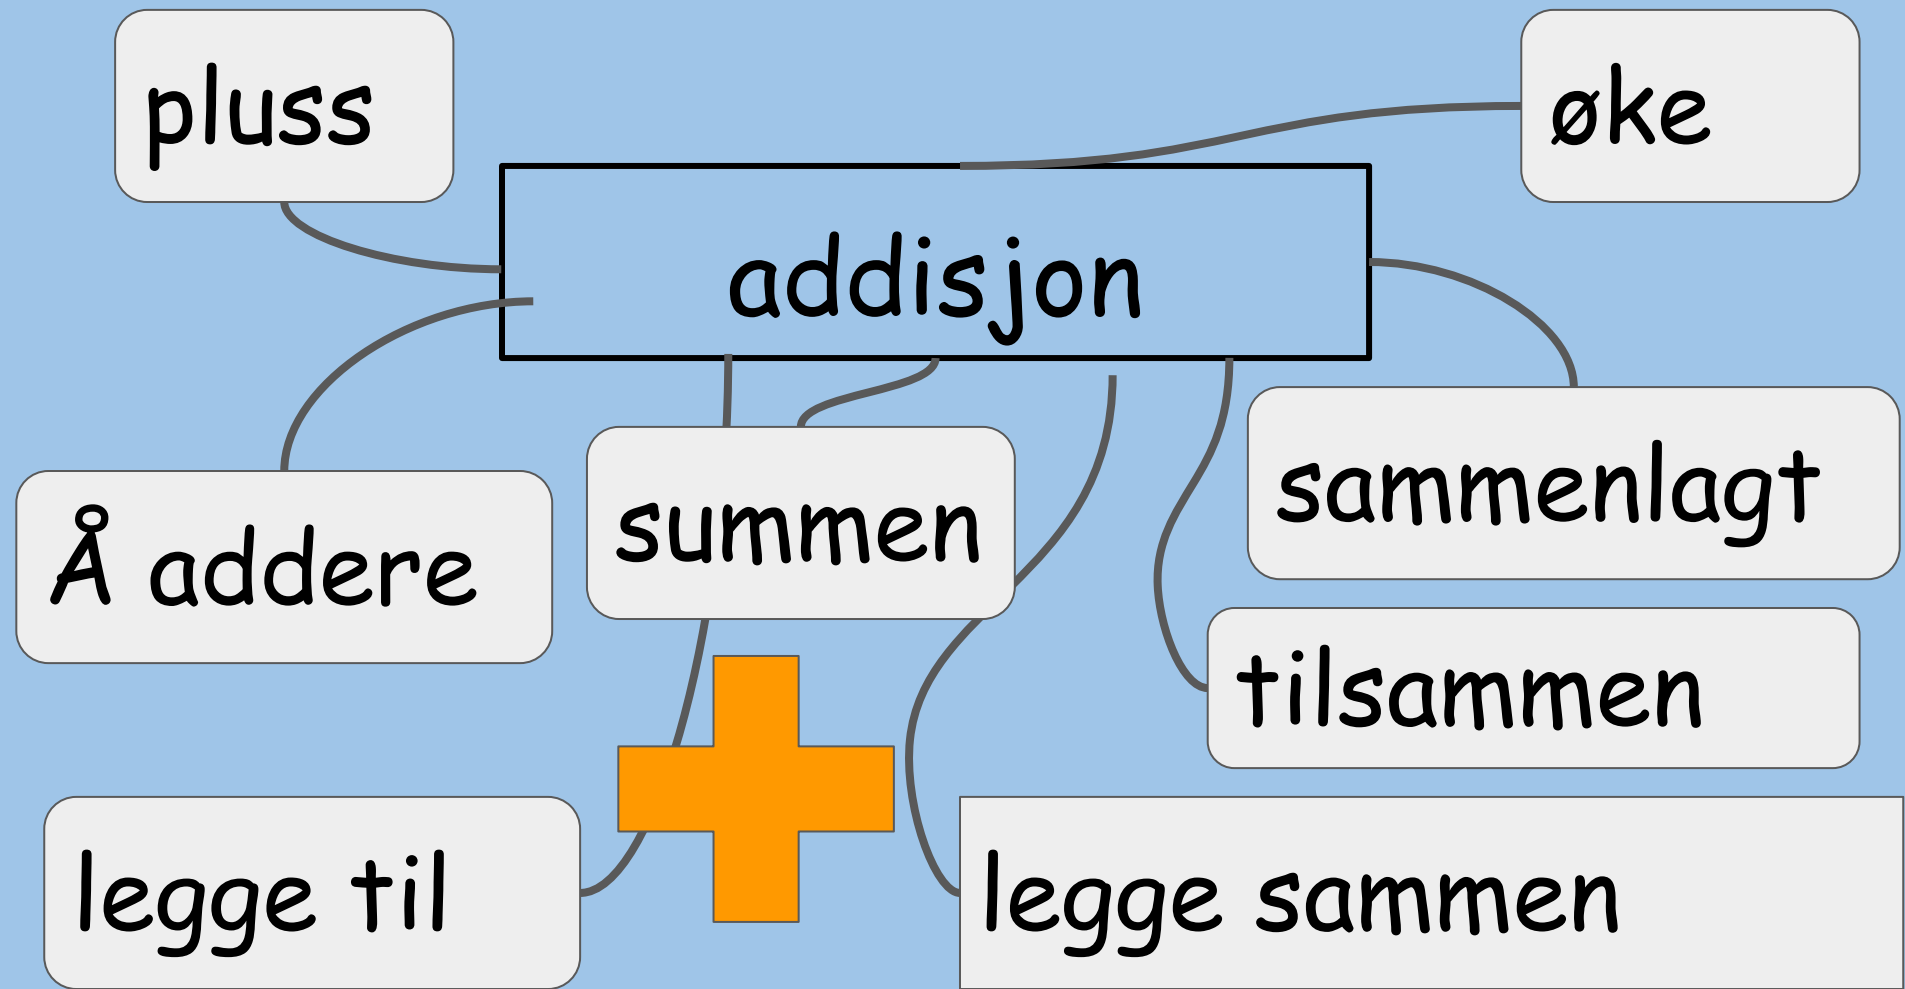 pluss
øke
addisjon
Å addere
summen
sammenlagt
tilsammen
legge til
legge sammen